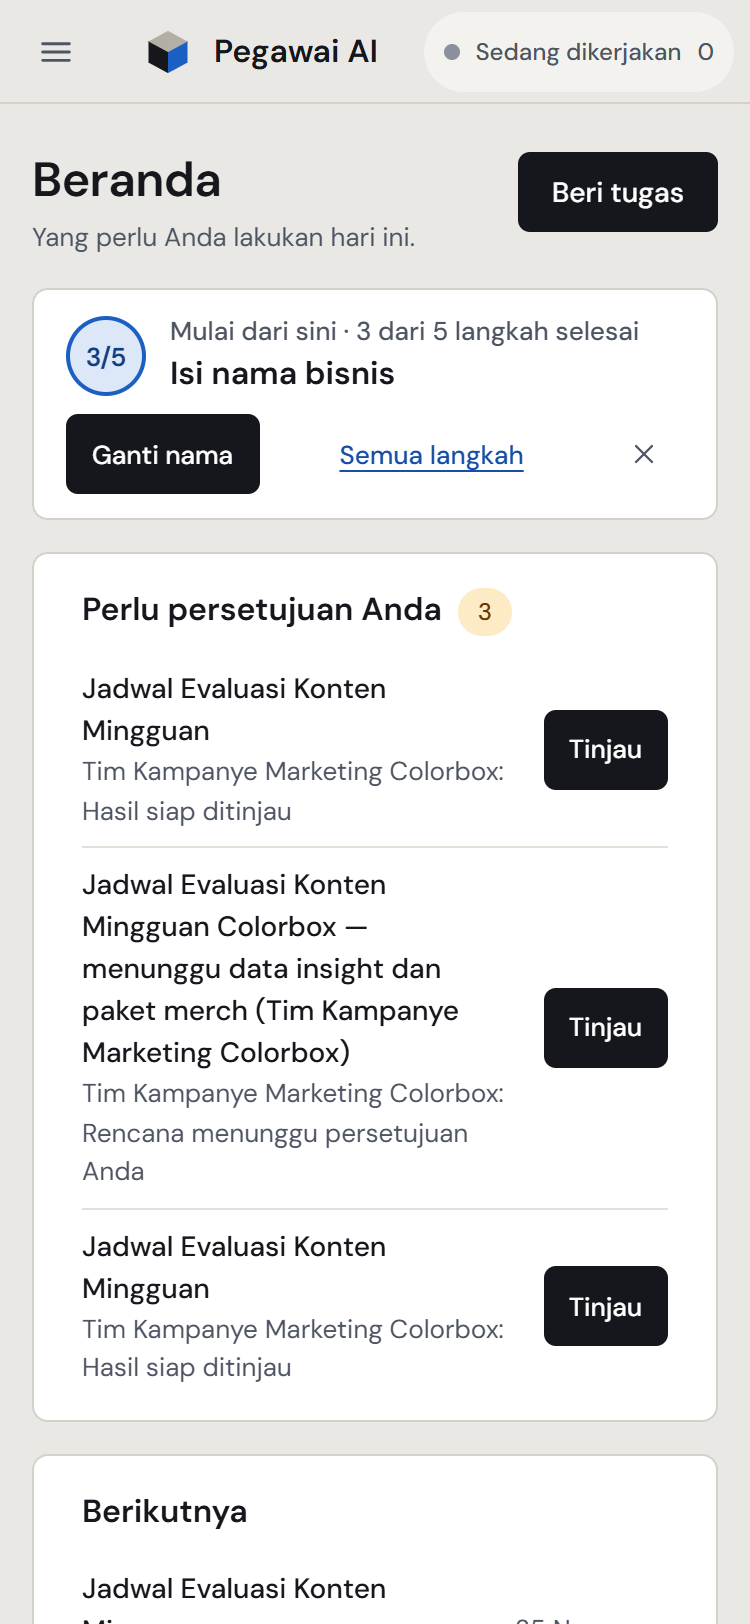 Pegawai AI
Sedang dikerjakan 0
Beranda
Beri tugas
Yang perlu Anda lakukan hari ini.
3/5
Mulai dari sini · 3 dari 5 langkah selesai
Isi nama bisnis
Ganti nama
Semua langkah
Perlu persetujuan Anda 3
Jadwal Evaluasi Konten
Mingguan
Tim Kampanye Marketing Colorbox:
Hasil siap ditinjau
Tinjau
Jadwal Evaluasi Konten
Mingguan Colorbox —
menunggu data insight dan
paket merch (Tim Kampanye
Marketing Colorbox)
Tim Kampanye Marketing Colorbox:
Rencana menunggu persetujuan
Anda
Tinjau
Jadwal Evaluasi Konten
Mingguan
Tim Kampanye Marketing Colorbox:
Hasil siap ditinjau
Tinjau
Berikutnya
Jadwal Evaluasi Konten